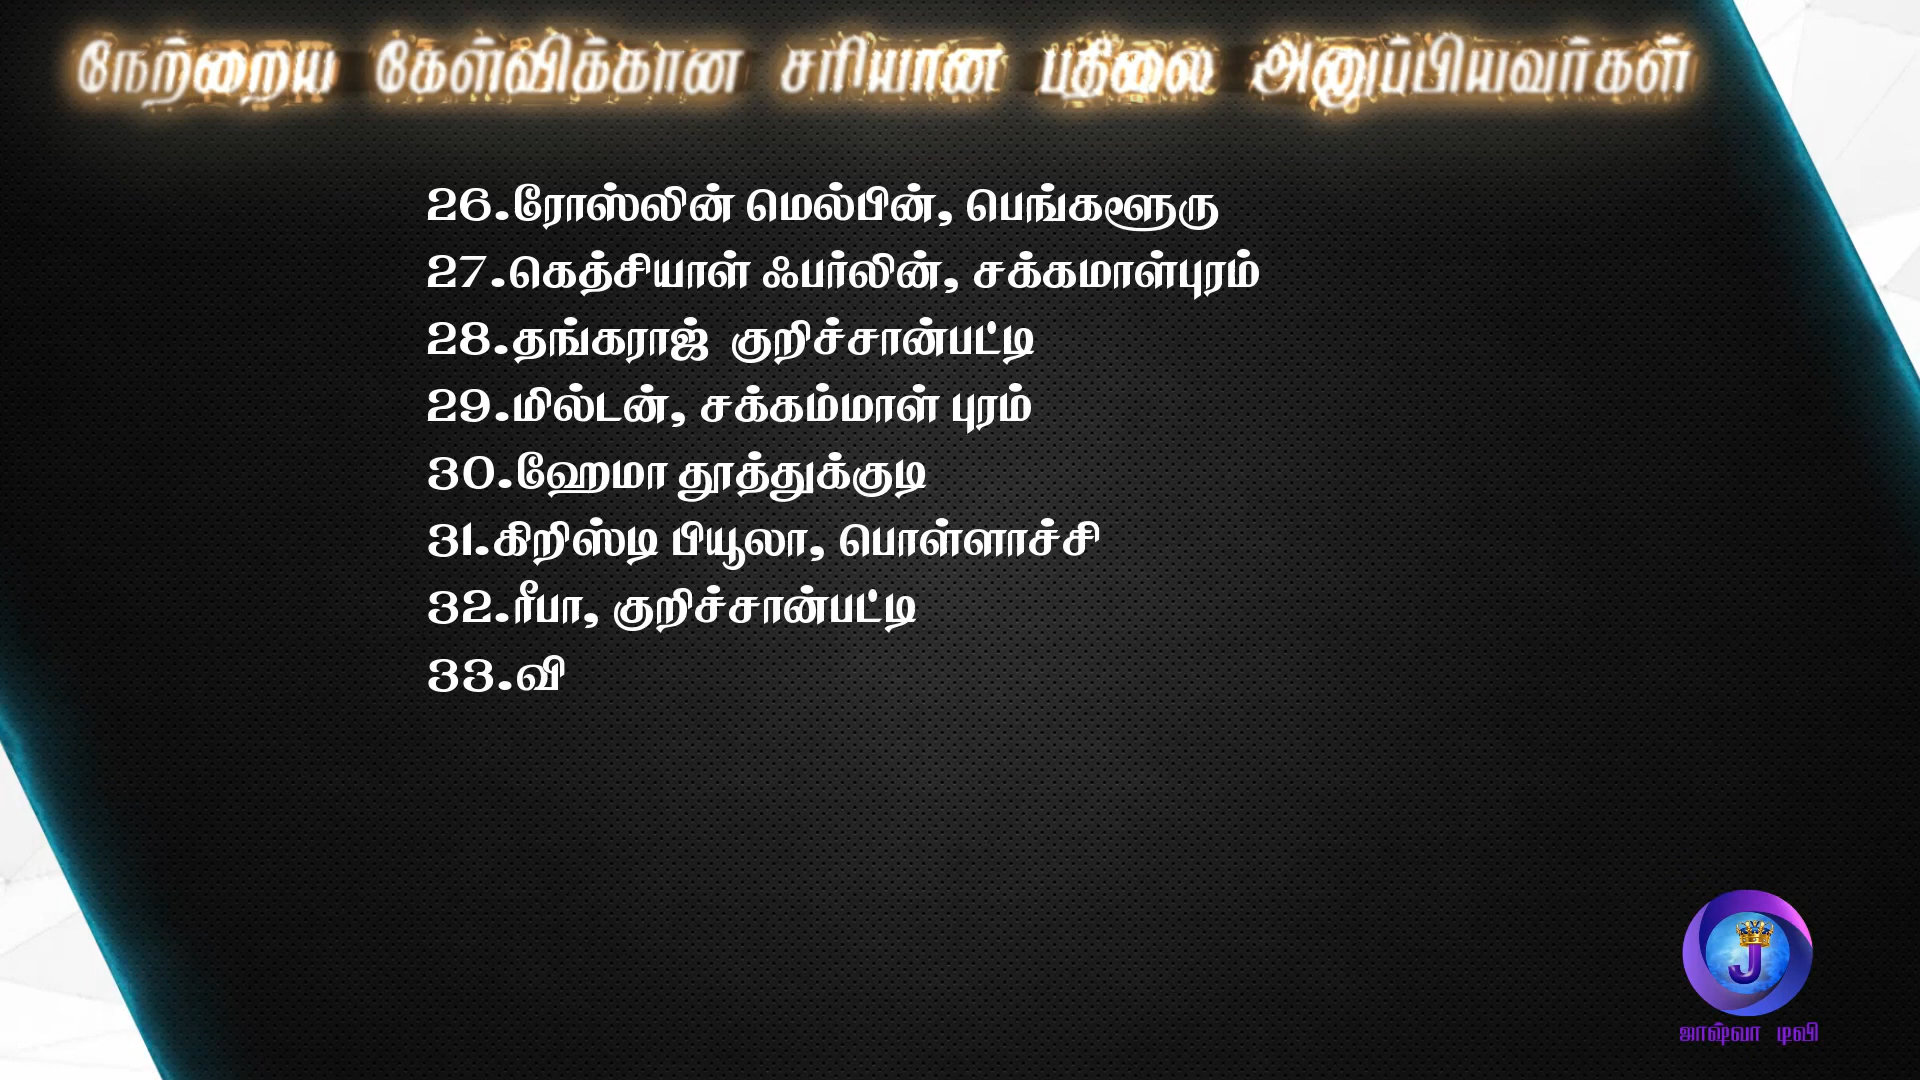 நேற்றைய கேள்விக்கான சரியான பதிலை அனுப்பியவர்கள்
26.ரோஸ்லின் மெல்பின், பெங்களூரு
27.கெத்சியாள் ஃபர்லின், சக்கமாள்புரம்
28.தங்கராஜ் குறிச்சான்பட்டி
29.மில்டன், சக்கம்மாள் புரம்
30.ஹேமா தூத்துக்குடி
31.கிறிஸ்டி பியூலா, பொள்ளாச்சி
32.ரீபா, குறிச்சான்பட்டி
33.வி
J
ஜாஷ்வா டிவி